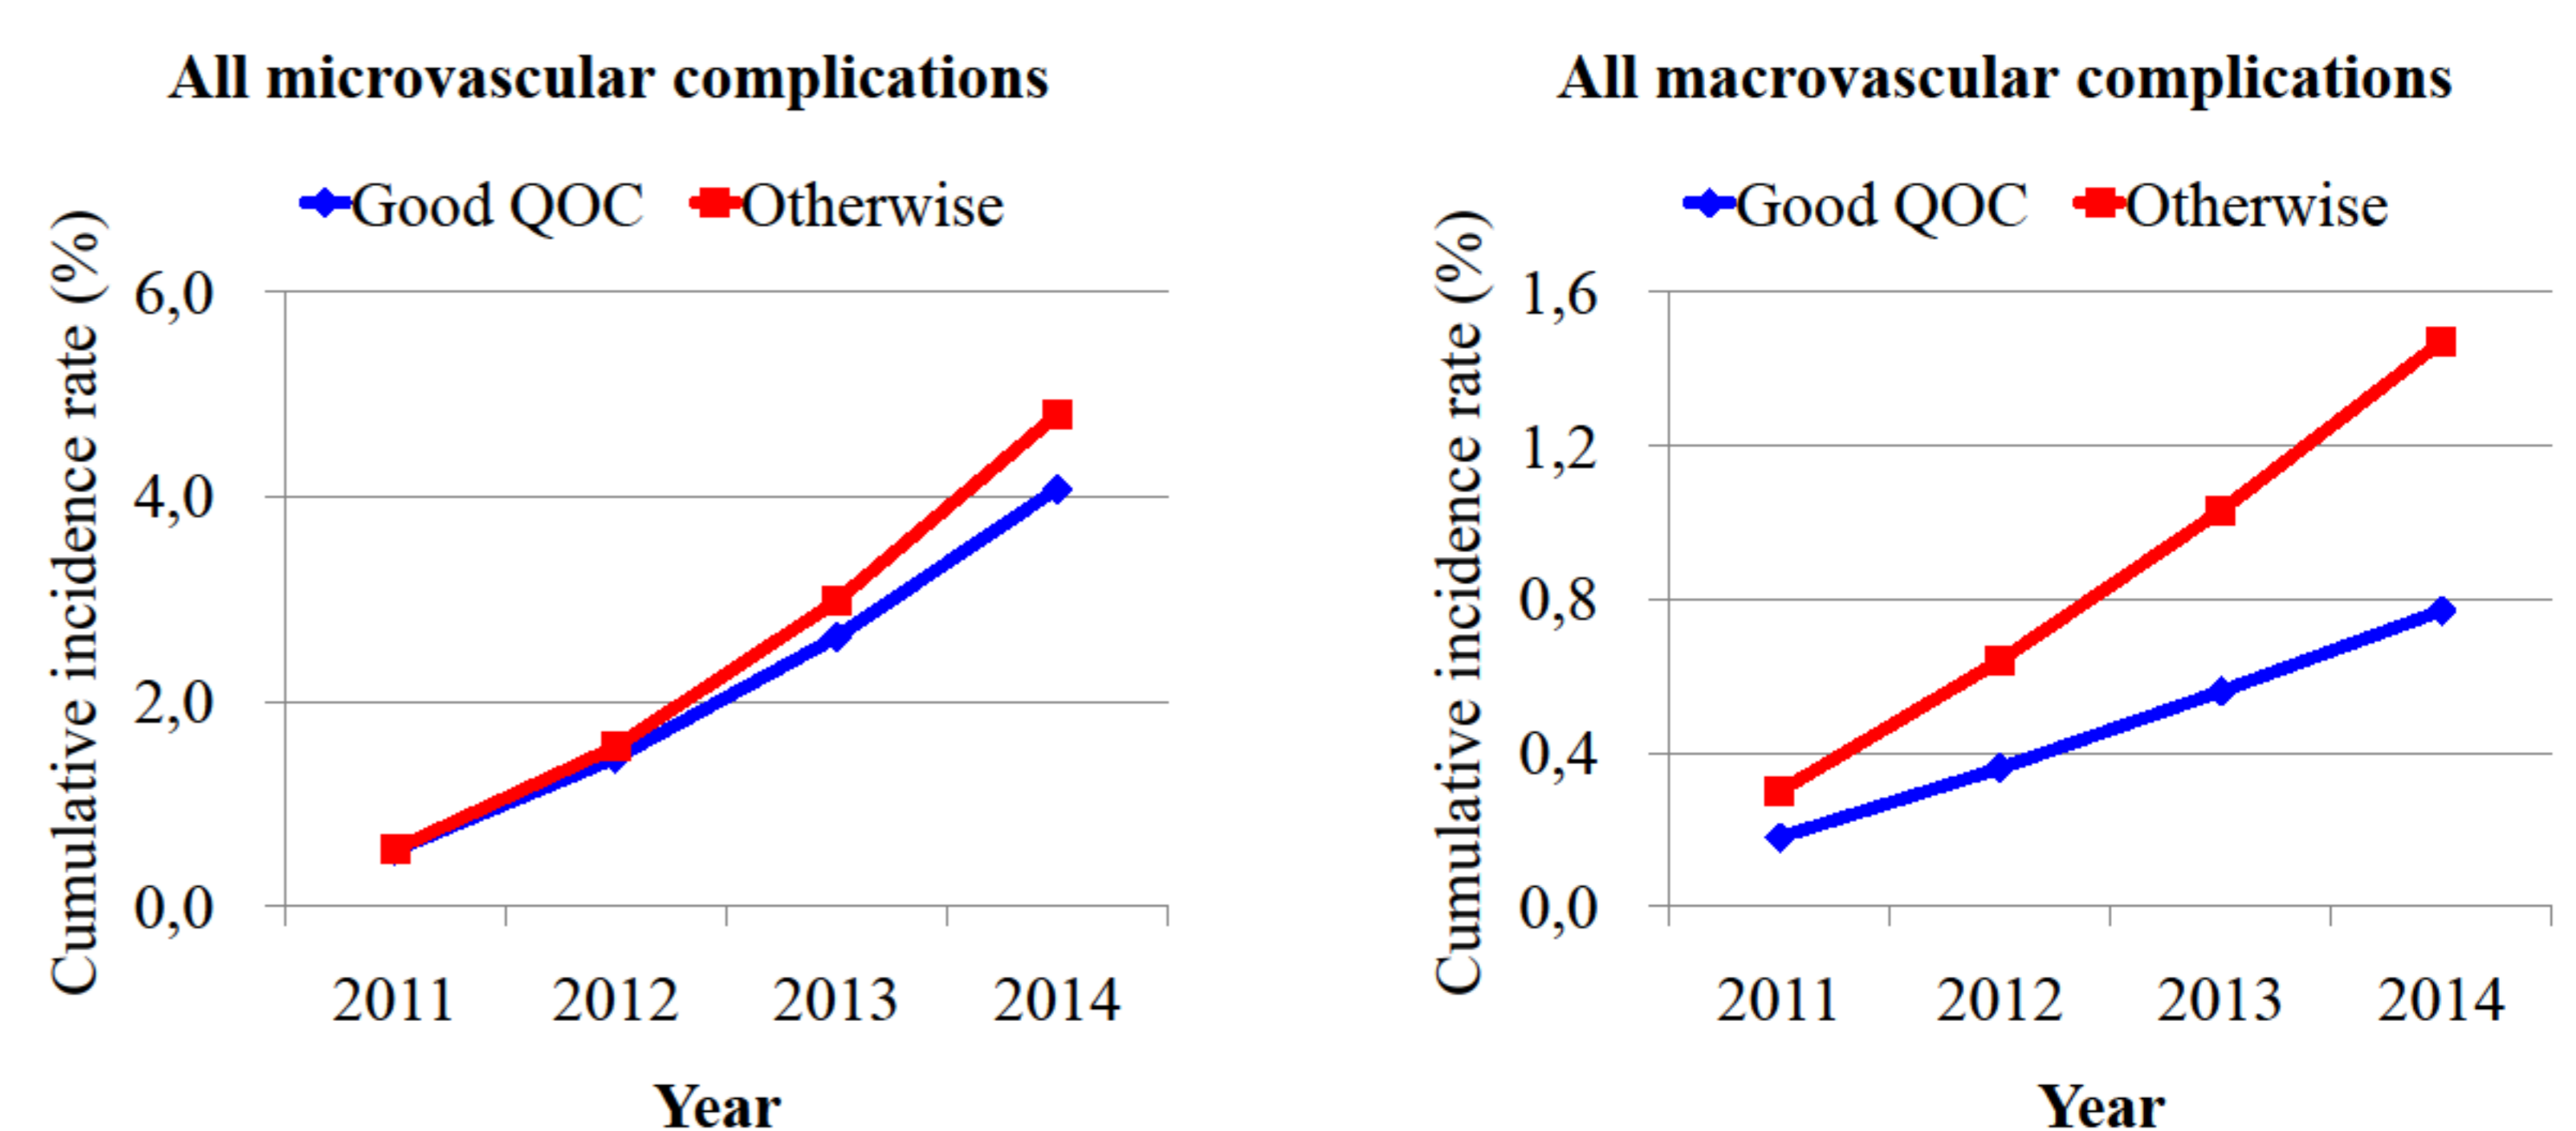 All microvascular complications
Good QOC Otherwise
Cumulative incidence rate (%)
6,0
4,0
2,0
0,0
2011 2012 2013 2014
Year
All macrovascular complications
Good QOC Otherwise
Cumulative incidence rate (%)
1,6
1,2
0,8
0,4
0,0
2011 2012 2013 2014
Year